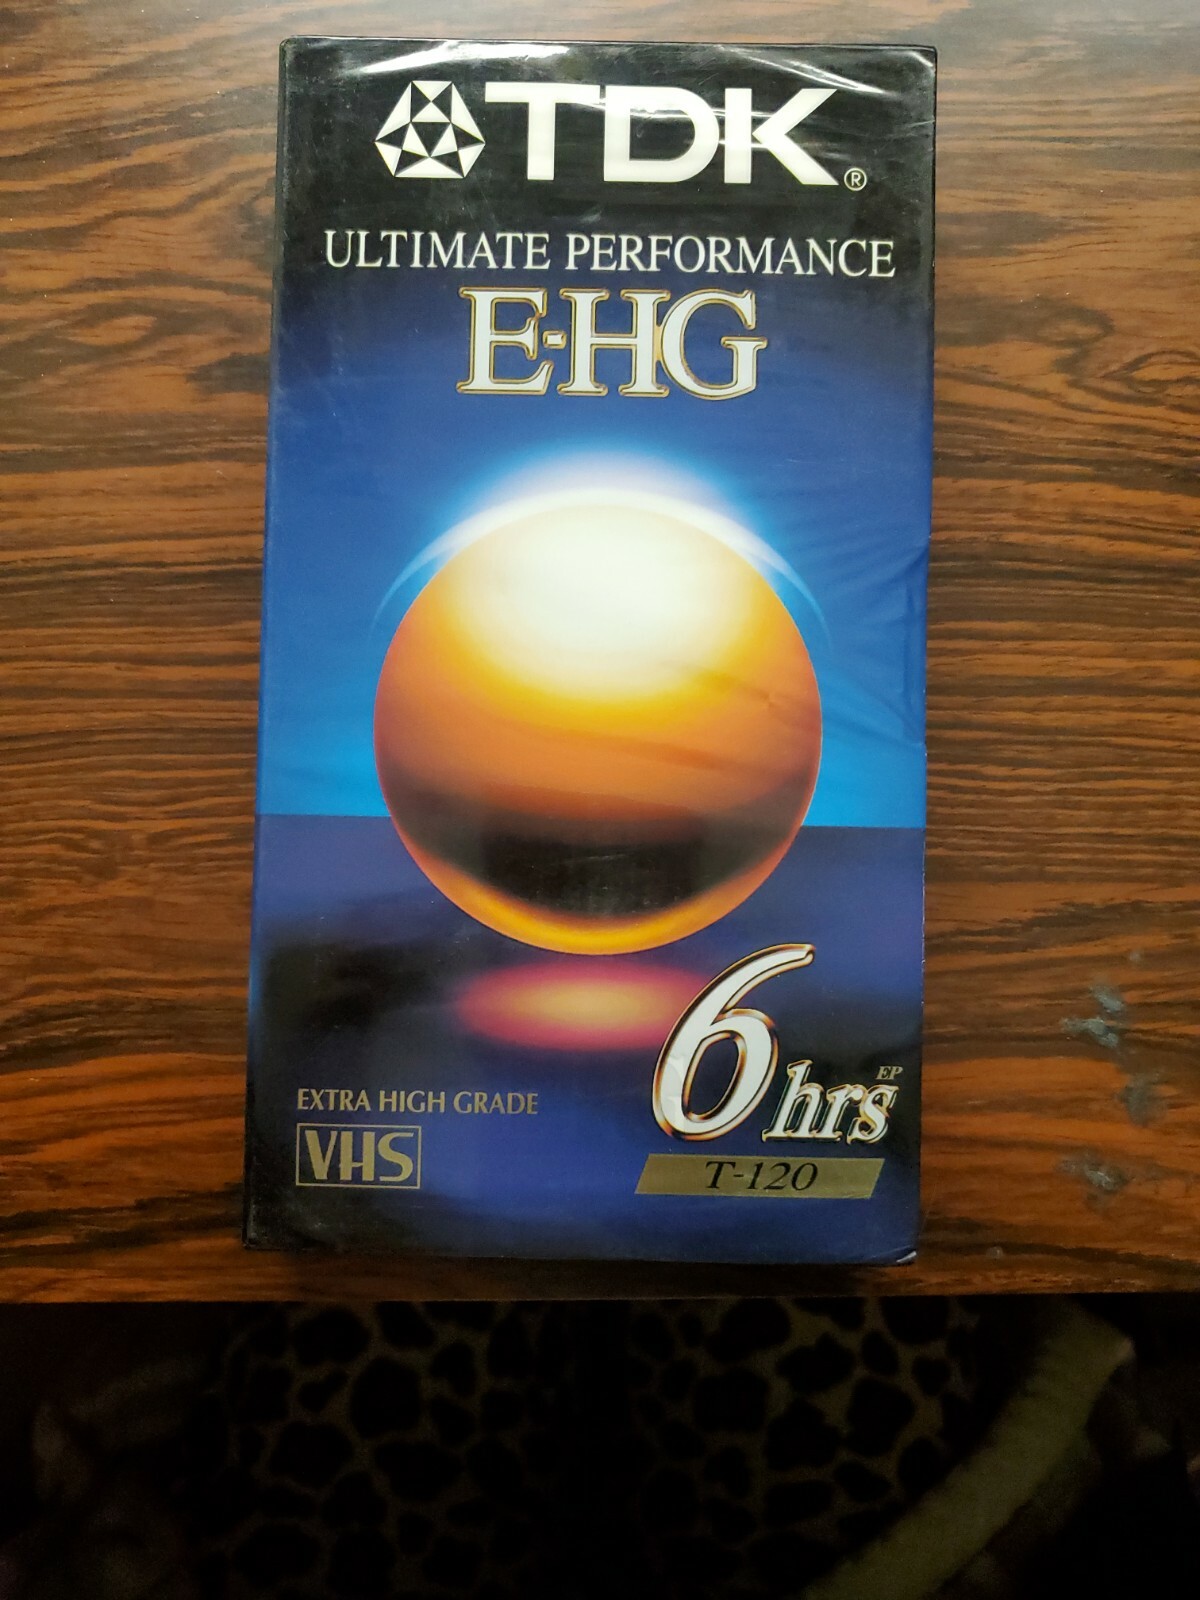 TDK®
ULTIMATE PERFORMANCE
E-HG
6 hrs EP
EXTRA HIGH GRADE
VHS
T-120